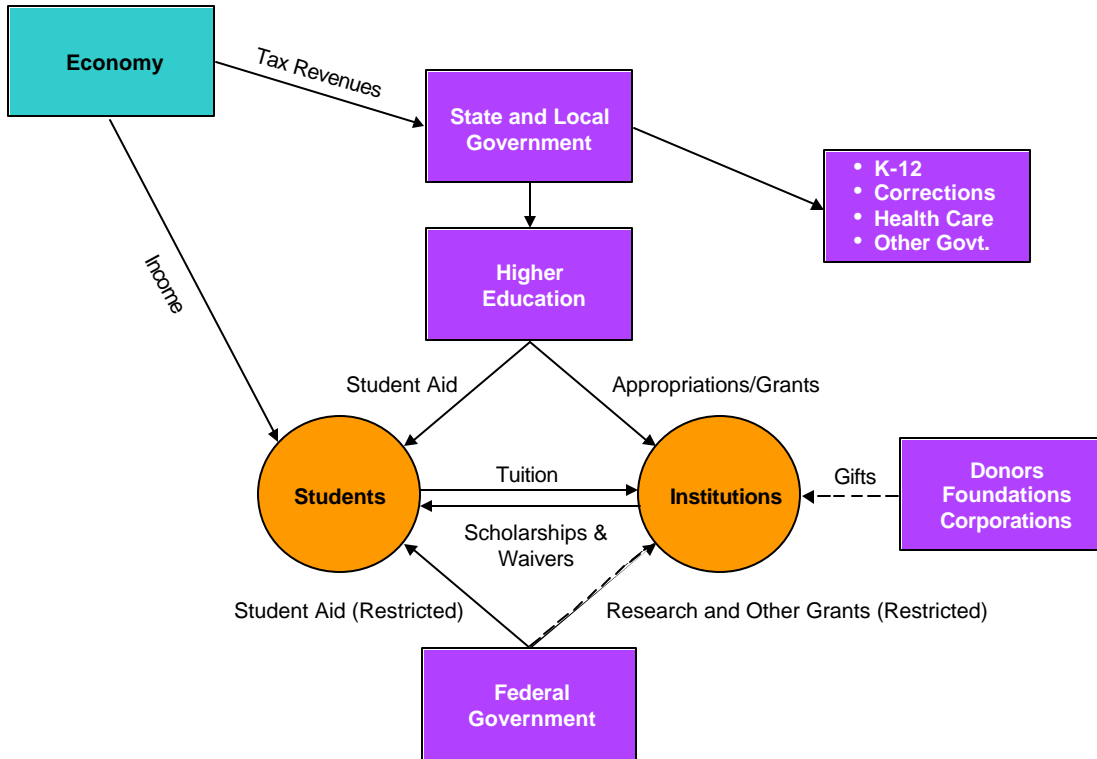 Economy
Tax Revenues
State and Local
Government
• K-12
• Corrections
• Health Care
• Other Govt.
Income
Higher
Education
Student Aid
Appropriations/Grants
Students
Tuition
Institutions
Gifts
Donors
Foundations
Corporations
Scholarships &
Waivers
Student Aid (Restricted)
Research and Other Grants (Restricted)
Federal
Government